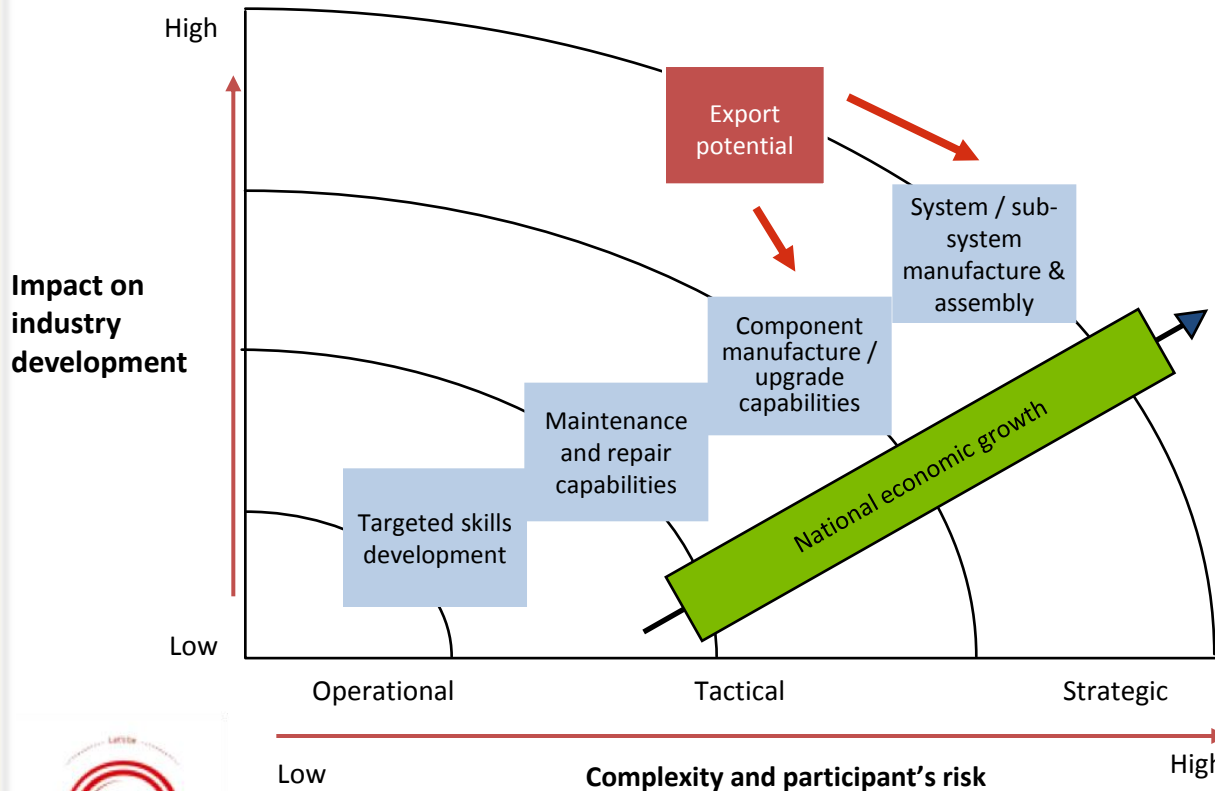 High
Export
potential
System / sub-
system
manufacture &
assembly
Impact on
industry
development
Component
manufacture /
upgrade
capabilities
Maintenance
and repair
capabilities
National economic growth
Targeted skills
development
Low
Operational
Tactical
Strategic
Low
Complexity and participant's risk
High